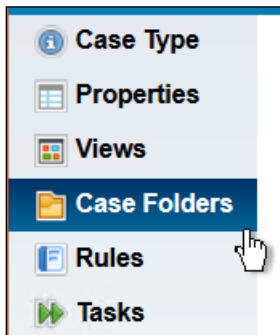 Case Type
Properties
Views
Case Folders
Rules
Tasks